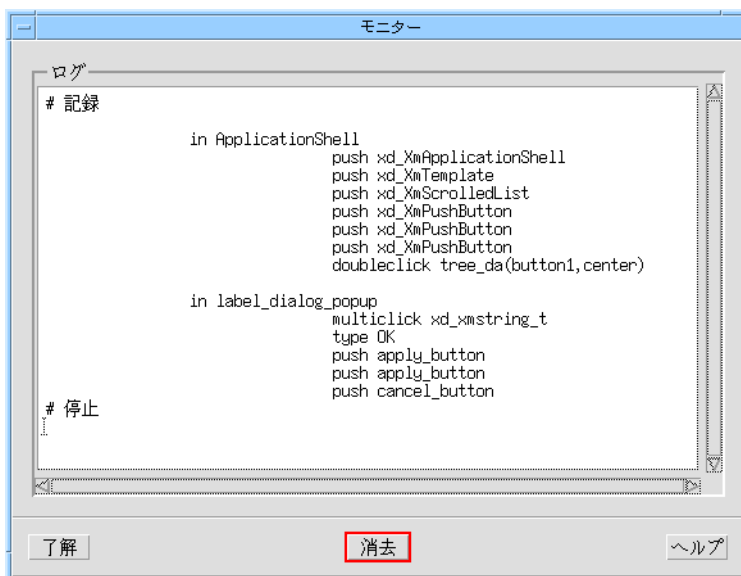 モニター
ログ
# 記録
in ApplicationShell
push xd_XmApplicationShell
push xd_XmTemplate
push xd_XmScrolledList
push xd_XmPushButton
push xd_XmPushButton
push xd_XmPushButton
doubleclick tree_da(button1,center)
in label_dialog_popup
multiclick xd_xmstring_t
type OK
push apply_button
push apply_button
push cancel_button
# 停止
了解 消去 ヘルプ